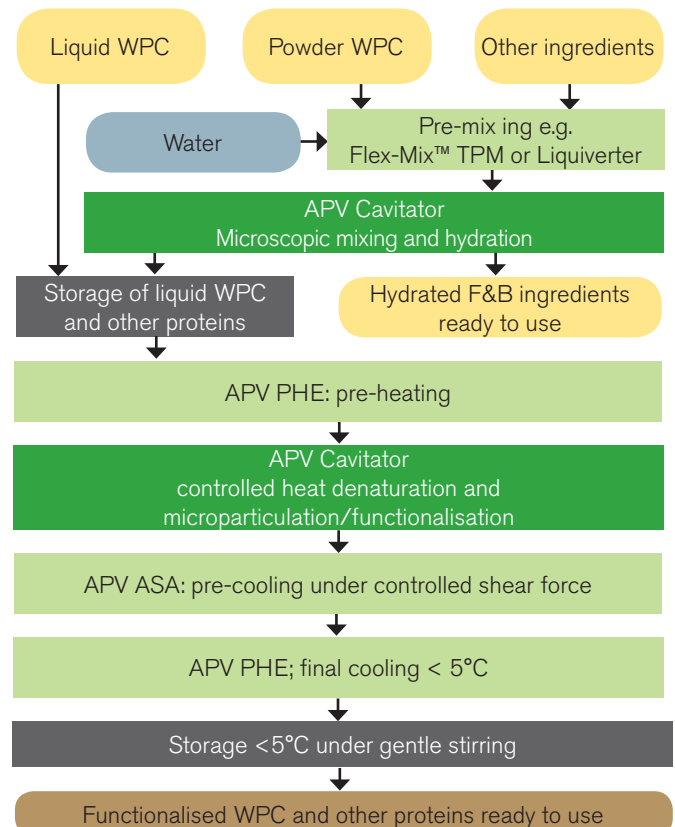 Liquid WPC
Powder WPC
Other ingredients
Water
Pre-mix ing e.g.
Flex-Mix™ TPM or Liquiverter
APV Cavitator
Microscopic mixing and hydration
Storage of liquid WPC
and other proteins
Hydrated F&B ingredients
ready to use
APV PHE: pre-heating
APV Cavitator
controlled heat denaturation and
microparticulation/functionalisation
APV ASA: pre-cooling under controlled shear force
APV PHE; final cooling < 5°C
Storage <5°C under gentle stirring
Functionalised WPC and other proteins ready to use